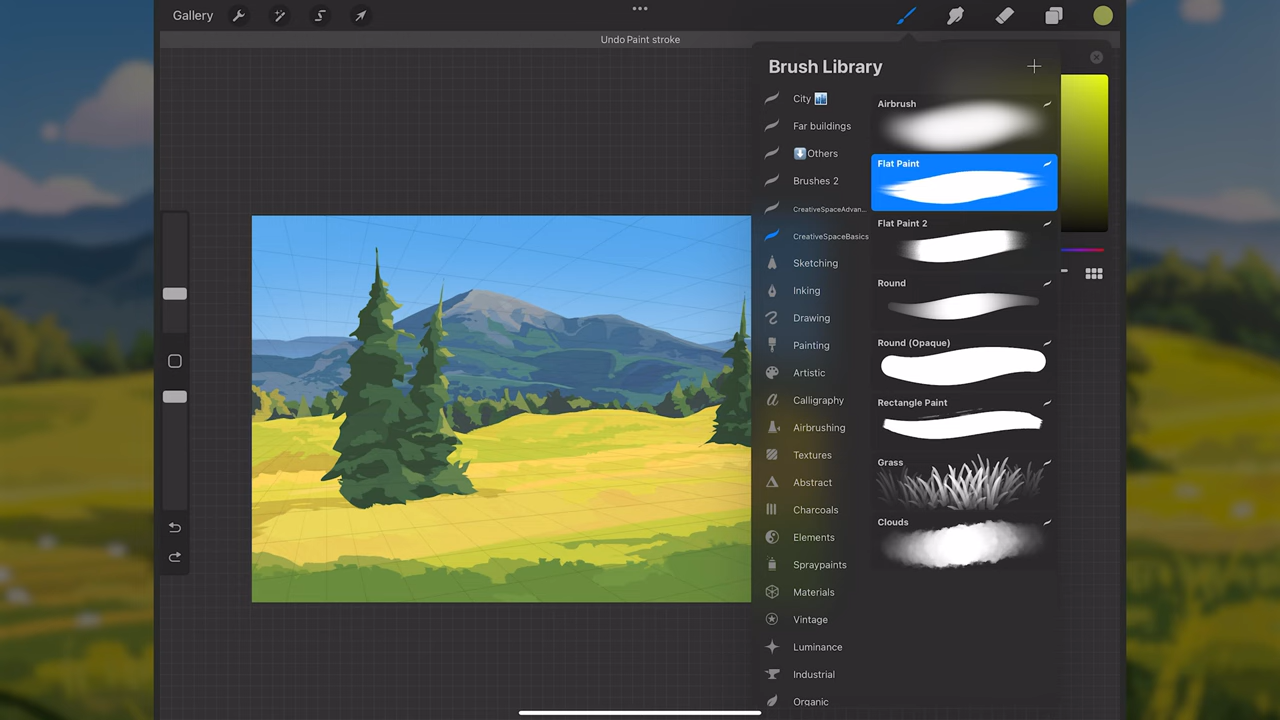 Gallery
Undo Paint stroke
Brush Library
City
Far buildings
Others
Brushes 2
CreativeSpaceAdvan...
CreativeSpaceBasics
Sketching
Inking
Drawing
Painting
Artistic
Calligraphy
Airbrushing
Textures
Abstract
Charcoals
Elements
Spraypaints
Materials
Vintage
Luminance
Industrial
Organic
Airbrush
Flat Paint
Flat Paint 2
Round
Round (Opaque)
Rectangle Paint
Grass
Clouds